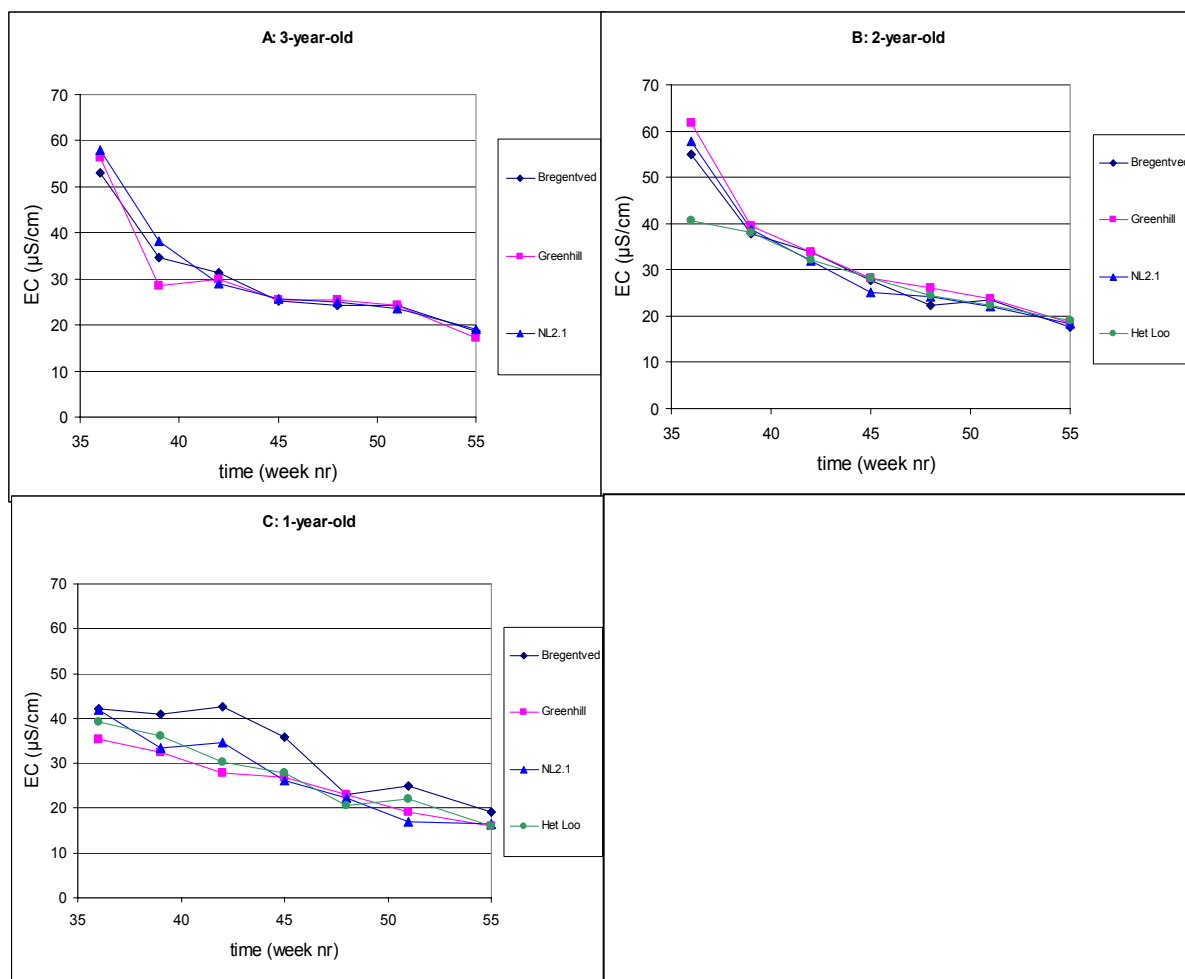 A: 3-year-old
70
60
50
40
30
20
10
0
EC (µS/cm)
35 40 45 50 55
time (week nr)
Bregentved
Greenhill
NL2.1
B: 2-year-old
70
60
50
40
30
20
10
0
EC (µS/cm)
35 40 45 50 55
time (week nr)
Bregentved
Greenhill
NL2.1
Het Loo
C: 1-year-old
70
60
50
40
30
20
10
0
EC (µS/cm)
35 40 45 50 55
time (week nr)
Bregentved
Greenhill
NL2.1
Het Loo